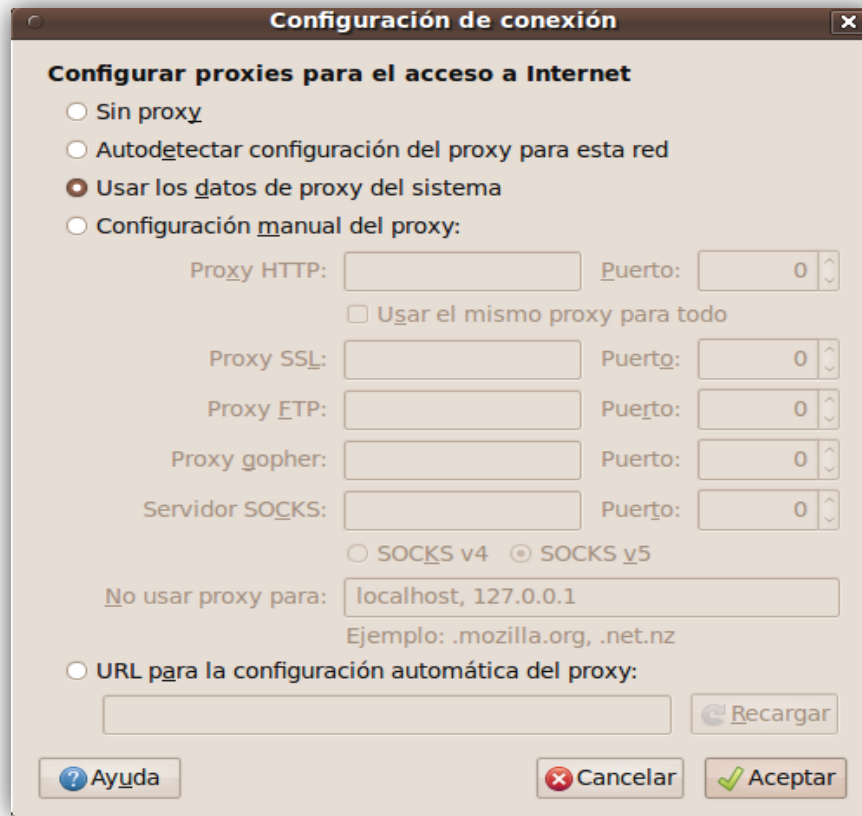 Configuración de conexión
Configurar proxies para el acceso a Internet
Sin proxy
Autodetectar configuración del proxy para esta red
Usar los datos de proxy del sistema
Configuración manual del proxy:
Proxy HTTP: Puerto: 0
Usar el mismo proxy para todo
Proxy SSL: Puerto: 0
Proxy FTP: Puerto: 0
Proxy gopher: Puerto: 0
Servidor SOCKS: Puerto: 0
SOCKS v4 SOCKS v5
No usar proxy para: localhost, 127.0.0.1
Ejemplo: .mozilla.org, .net.nz
URL para la configuración automática del proxy:
Recargar
Ayuda Cancelar Aceptar